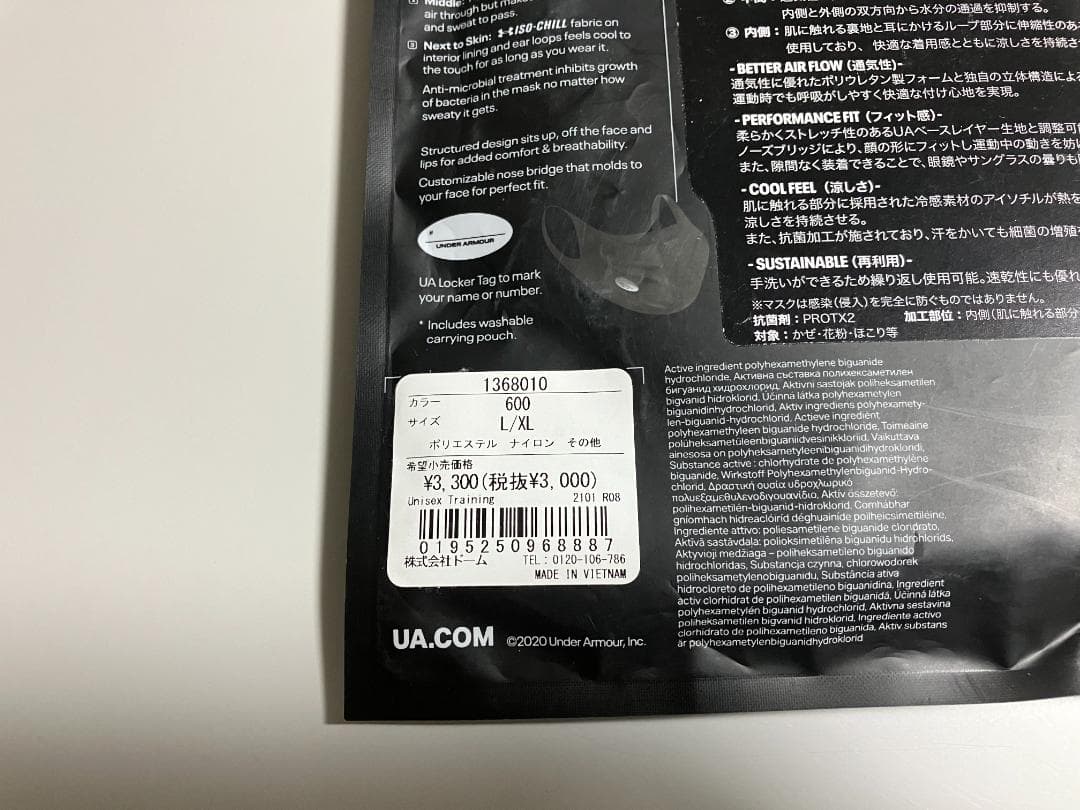 Middle:
air through but
and sweat to pass.
3 Next to Skin: ISO-CHILL fabric on
interior lining and ear loops feels cool to
the touch for as long as you wear it.
Anti-microbial treatment inhibits growth
of bacteria in the mask no matter how
sweaty it gets.
Structured design sits up, off the face and
lips for added comfort & breathability.
Customizable nose bridge that molds to
your face for perfect fit.
#
UNDER ARMOUR
UA Locker Tag to mark
your name or number.
* Includes washable
carrying pouch.
内側と外側の双方向から水分の通過を抑制する。
③ 内側：肌に触れる裏地と耳にかけるループ部分に伸縮性のあ
使用しており、快適な着用感とともに涼しさを持続さ
- BETTER AIR FLOW (通気性)-
通気性に優れたポリウレタン製フォームと独自の立体構造によ
運動時でも呼吸がしやすく快適な付け心地を実現。
- PERFORMANCE FIT (フィット感)-
柔らかくストレッチ性のあるUAベースレイヤー生地と調整可
ノーズブリッジにより、顔の形にフィットし運動中の動きを妨
また、隙間なく装着できることで、眼鏡やサングラスの曇りも
- COOL FEEL (涼しさ)-
肌に触れる部分に採用された冷感素材のアイソチルが熱を
涼しさを持続させる。
また、抗菌加工が施されており、汗をかいても細菌の増殖
- SUSTAINABLE (再利用)-
手洗いができるため繰り返し使用可能。速乾性にも優れ
※マスクは感染(侵入)を完全に防ぐものではありません。
抗菌剤：PROTX2 加工部位：内側(肌に触れる部分
対象：かぜ・花粉・ほこり等
Active ingredient polyhexamethylene biguanide
hydrochloride, Активна съставка полихексаметилен
бигуанид хидрохлорид, Aktivni sastojak poliheksametilen
bigvanid hidroklorid, Účinná látka polyhexametylen
biguanidinhydrochlorid, Aktiv ingrediens polyhexamety-
len-biguanid-hydrochlorid, Actieve ingrediënt
polyhexamethyleen biguanide hydrochloride, Toimeaine
polüheksametüleenbiguaniidvesinikkloriid, Vaikuttava
ainesosa on polyheksametyleenibiguanidihydrokloridi,
Substance active : chlorhydrate de polyhexaméthylène
biguanide, Wirkstoff Polyhexamethylenbiguanid-Hydro-
chlorid, Δραστική ουσία υδροχλωρικό
πολυεξαμεθυλενοδιγουανίδιο, Aktív összetevő:
polihexametilén-biguanid-hidroklorid, Comhábhar
gníomhach hidreaclóiríd déghuainíde poilheicsimeitiléine,
Ingrediente attivo: poliesametilene biguanide cloridrato,
Aktīvā sastāvdaļa: polioksimetilēna biguanīdu hidrohlorīds,
Aktyvioji medžiaga – poliheksametileno biguanido
hidrochloridas, Substancja czynna, chlorowodorek
poliheksametylenobiguanidu, Substância ativa
hidrocloreto de polihexametileno biguanidina, Ingredient
activ clorhidrat de polihexametilen biguanidă, Účinná látka
polyhexametylén biguanid hydrochlorid, Aktivna sestavina
poliheksametilen bigvanid hidroklorid, Ingrediente activo
clorhidrato de polihexametileno biguanida, Aktiv substans
är polyhexametylenbiguanidhydroklorid
1368010
カラー 600
サイズ L/XL
ポリエステル ナイロン その他
希望小売価格
¥3,300(税抜¥3,000)
Unisex Training 2101 R08
0195250968887
株式会社ドーム TEL：0120-106-786
MADE IN VIETNAM
UA.COM ©2020 Under Armour, Inc.